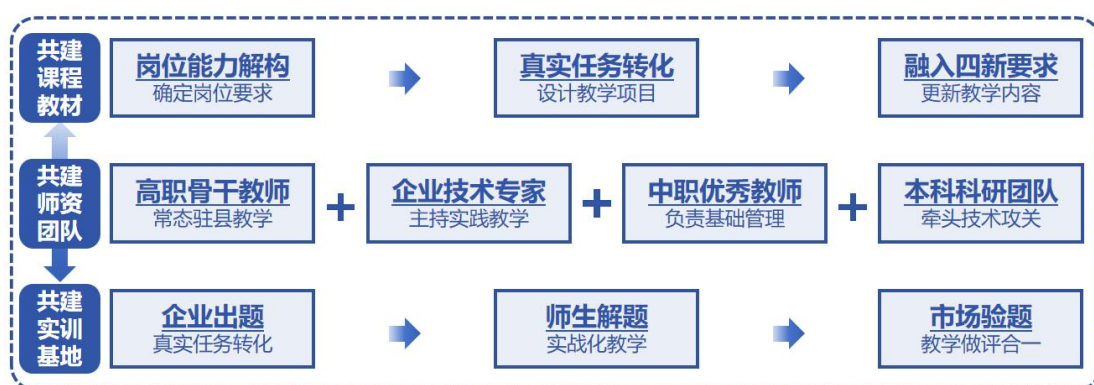 共建
课程
教材
岗位能力解构
确定岗位要求
真实任务转化
设计教学项目
融入四新要求
更新教学内容
共建
师资
团队
高职骨干教师
常态驻县教学
+
企业技术专家
主持实践教学
+
中职优秀教师
负责基础管理
+
本科科研团队
牵头技术攻关
共建
实训
基地
企业出题
真实任务转化
师生解题
实战化教学
市场验题
教学做评合一